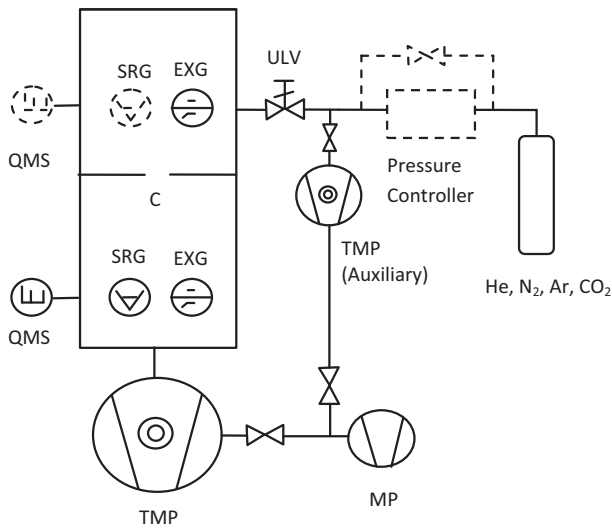 ULV
SRG
EXG
QMS
Pressure
Controller
C
TMP
(Auxiliary)
SRG
EXG
He, N₂, Ar, CO₂
QMS
TMP
MP